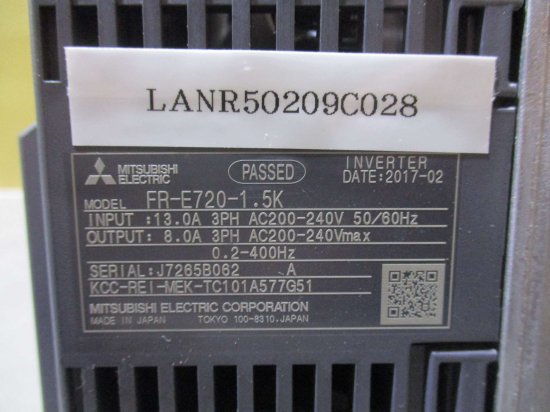 LANR50209C028
MITSUBISHI ELECTRIC
PASSED
INVERTER
DATE:2017-02
MODEL FR-E720-1.5K
INPUT :13.0A 3PH AC200-240V 50/60Hz
OUTPUT: 8.0A 3PH AC200-240Vmax
0.2-400Hz
SERIAL:J7265B062 A
KCC-REI-MEK-TC101A577G51
MITSUBISHI ELECTRIC CORPORATION
MADE IN JAPAN TOKYO 100-8310, JAPAN